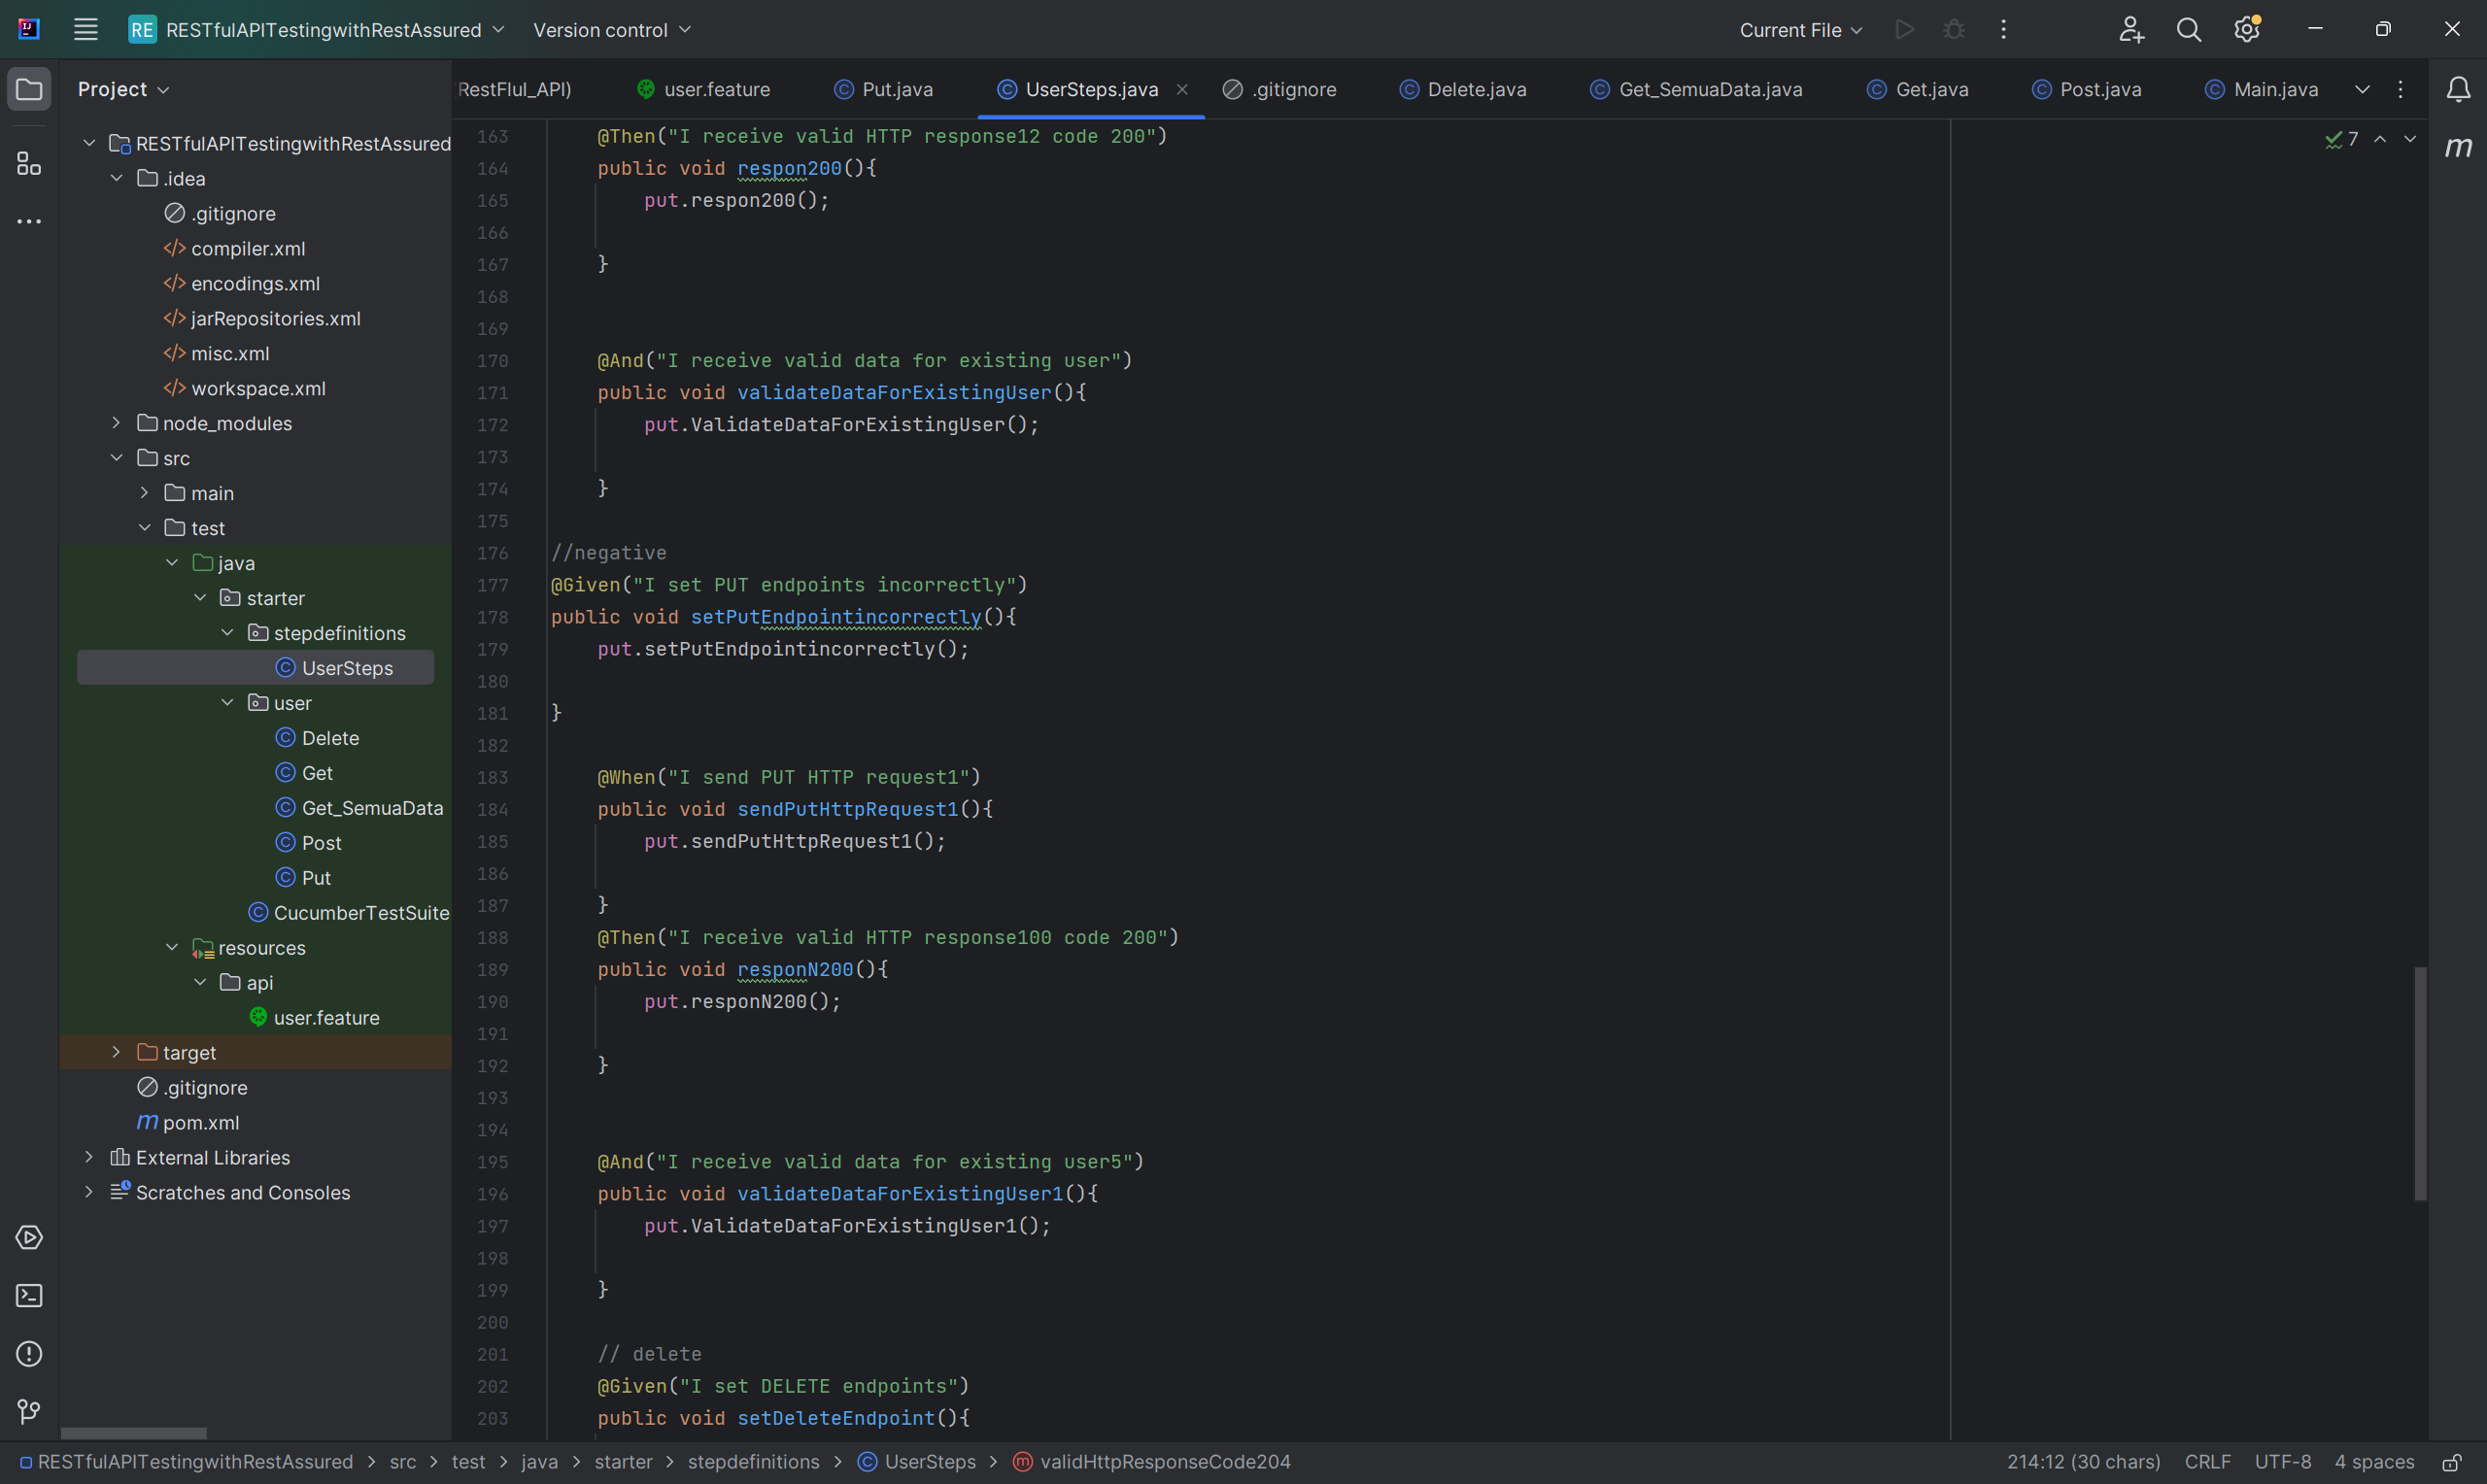 RE RESTfulAPITestingwithRestAssured Version control Current File
Project
RestFlul_API) user.feature Put.java UserSteps.java .gitignore Delete.java Get_SemuaData.java Get.java Post.java Main.java
RESTfulAPITestingwithRestAssured
.idea
.gitignore
compiler.xml
encodings.xml
jarRepositories.xml
misc.xml
workspace.xml
node_modules
src
main
test
java
starter
stepdefinitions
UserSteps
user
Delete
Get
Get_SemuaData
Post
Put
CucumberTestSuite
resources
api
user.feature
target
.gitignore
m pom.xml
External Libraries
Scratches and Consoles
7
m
163 @Then("I receive valid HTTP response12 code 200")
164 public void respon200(){
165 put.respon200();
166
167 }
168
169
170 @And("I receive valid data for existing user")
171 public void validateDataForExistingUser(){
172 put.ValidateDataForExistingUser();
173
174 }
175
176 //negative
177 @Given("I set PUT endpoints incorrectly")
178 public void setPutEndpointincorrectly(){
179 put.setPutEndpointincorrectly();
180
181 }
182
183 @When("I send PUT HTTP request1")
184 public void sendPutHttpRequest1(){
185 put.sendPutHttpRequest1();
186
187 }
188 @Then("I receive valid HTTP response100 code 200")
189 public void responN200(){
190 put.responN200();
191
192 }
193
194
195 @And("I receive valid data for existing user5")
196 public void validateDataForExistingUser1(){
197 put.ValidateDataForExistingUser1();
198
199 }
200
201 // delete
202 @Given("I set DELETE endpoints")
203 public void setDeleteEndpoint(){
RESTfulAPITestingwithRestAssured > src > test > java > starter > stepdefinitions > UserSteps > validHttpResponseCode204 214:12 (30 chars) CRLF UTF-8 4 spaces